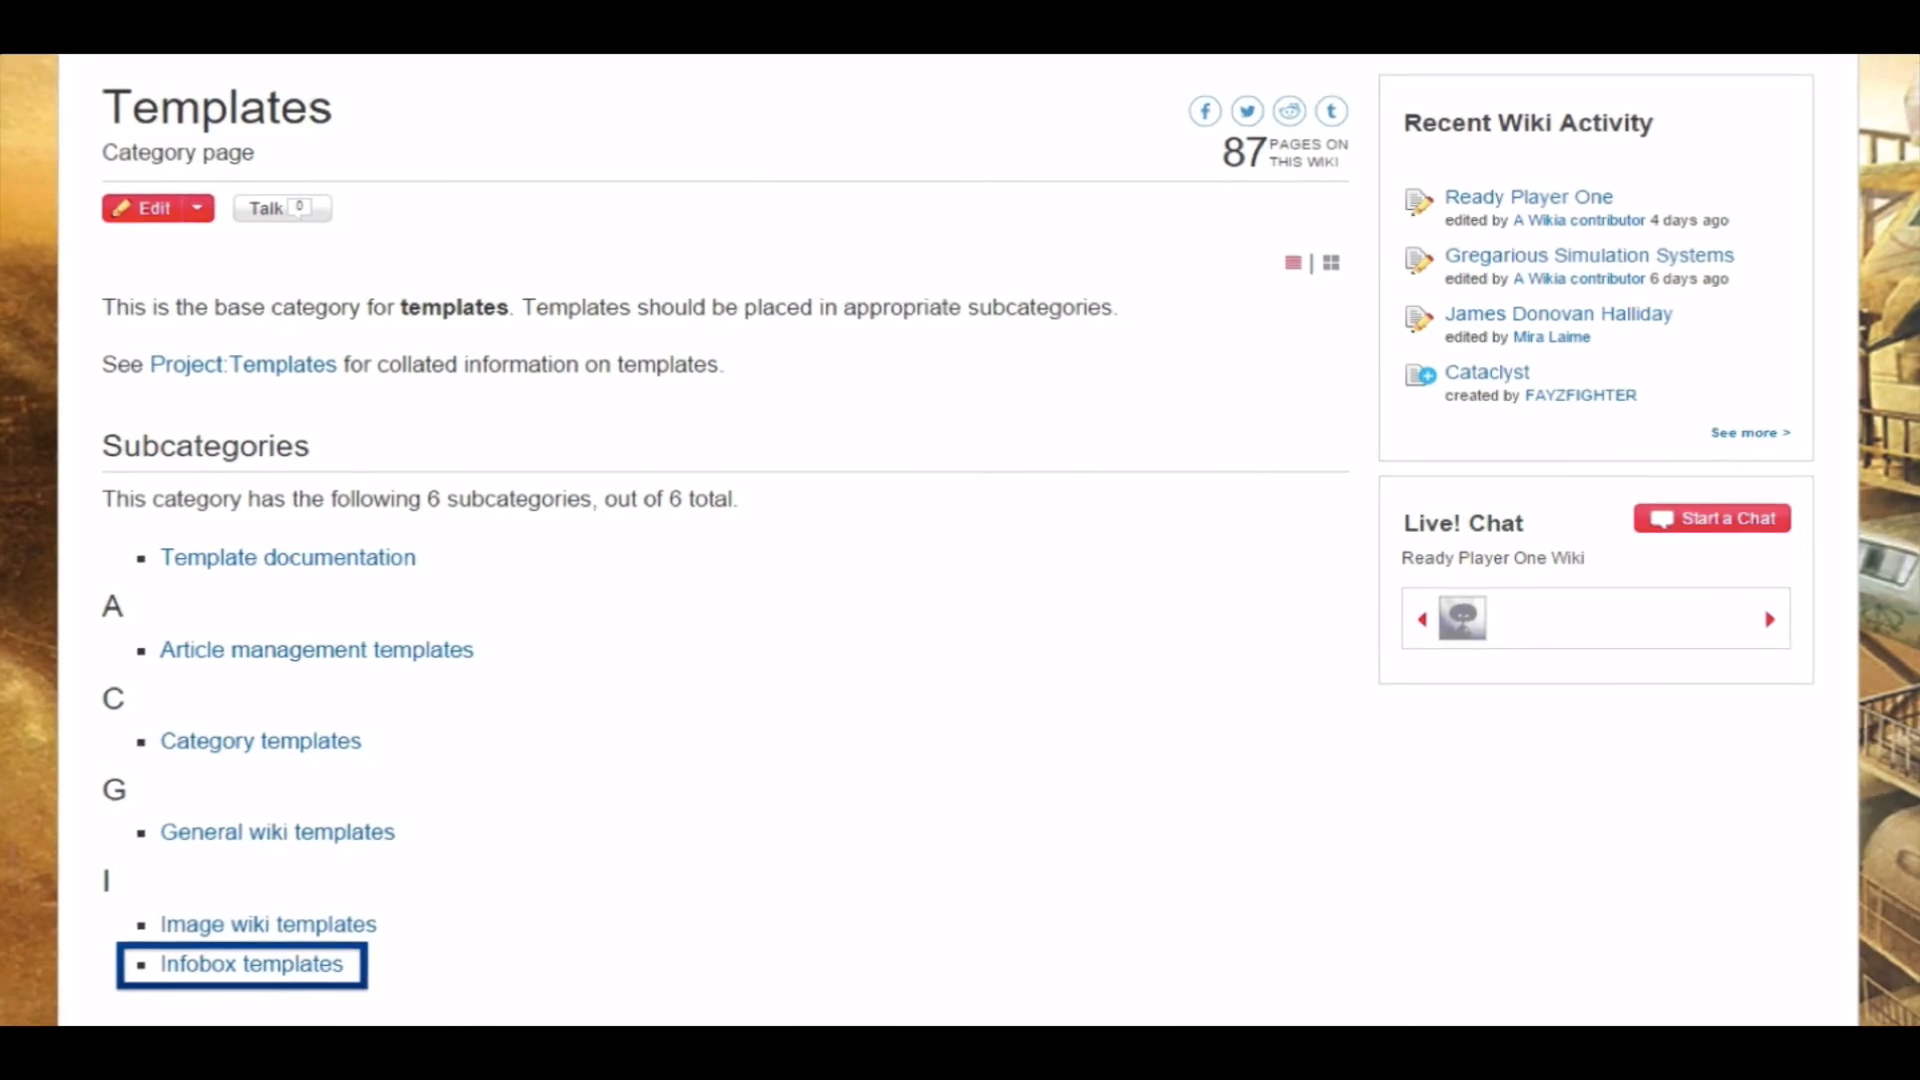 Templates
Category page
87 PAGES ON
THIS WIKI
Edit
Talk 0
This is the base category for templates. Templates should be placed in appropriate subcategories.
See Project:Templates for collated information on templates.
Subcategories
This category has the following 6 subcategories, out of 6 total.
Template documentation
A
Article management templates
C
Category templates
G
General wiki templates
I
Image wiki templates
Infobox templates
Recent Wiki Activity
Ready Player One
edited by A Wikia contributor 4 days ago
Gregarious Simulation Systems
edited by A Wikia contributor 6 days ago
James Donovan Halliday
edited by Mira Laime
Cataclyst
created by FAYZFIGHTER
See more >
Live! Chat
Start a Chat
Ready Player One Wiki